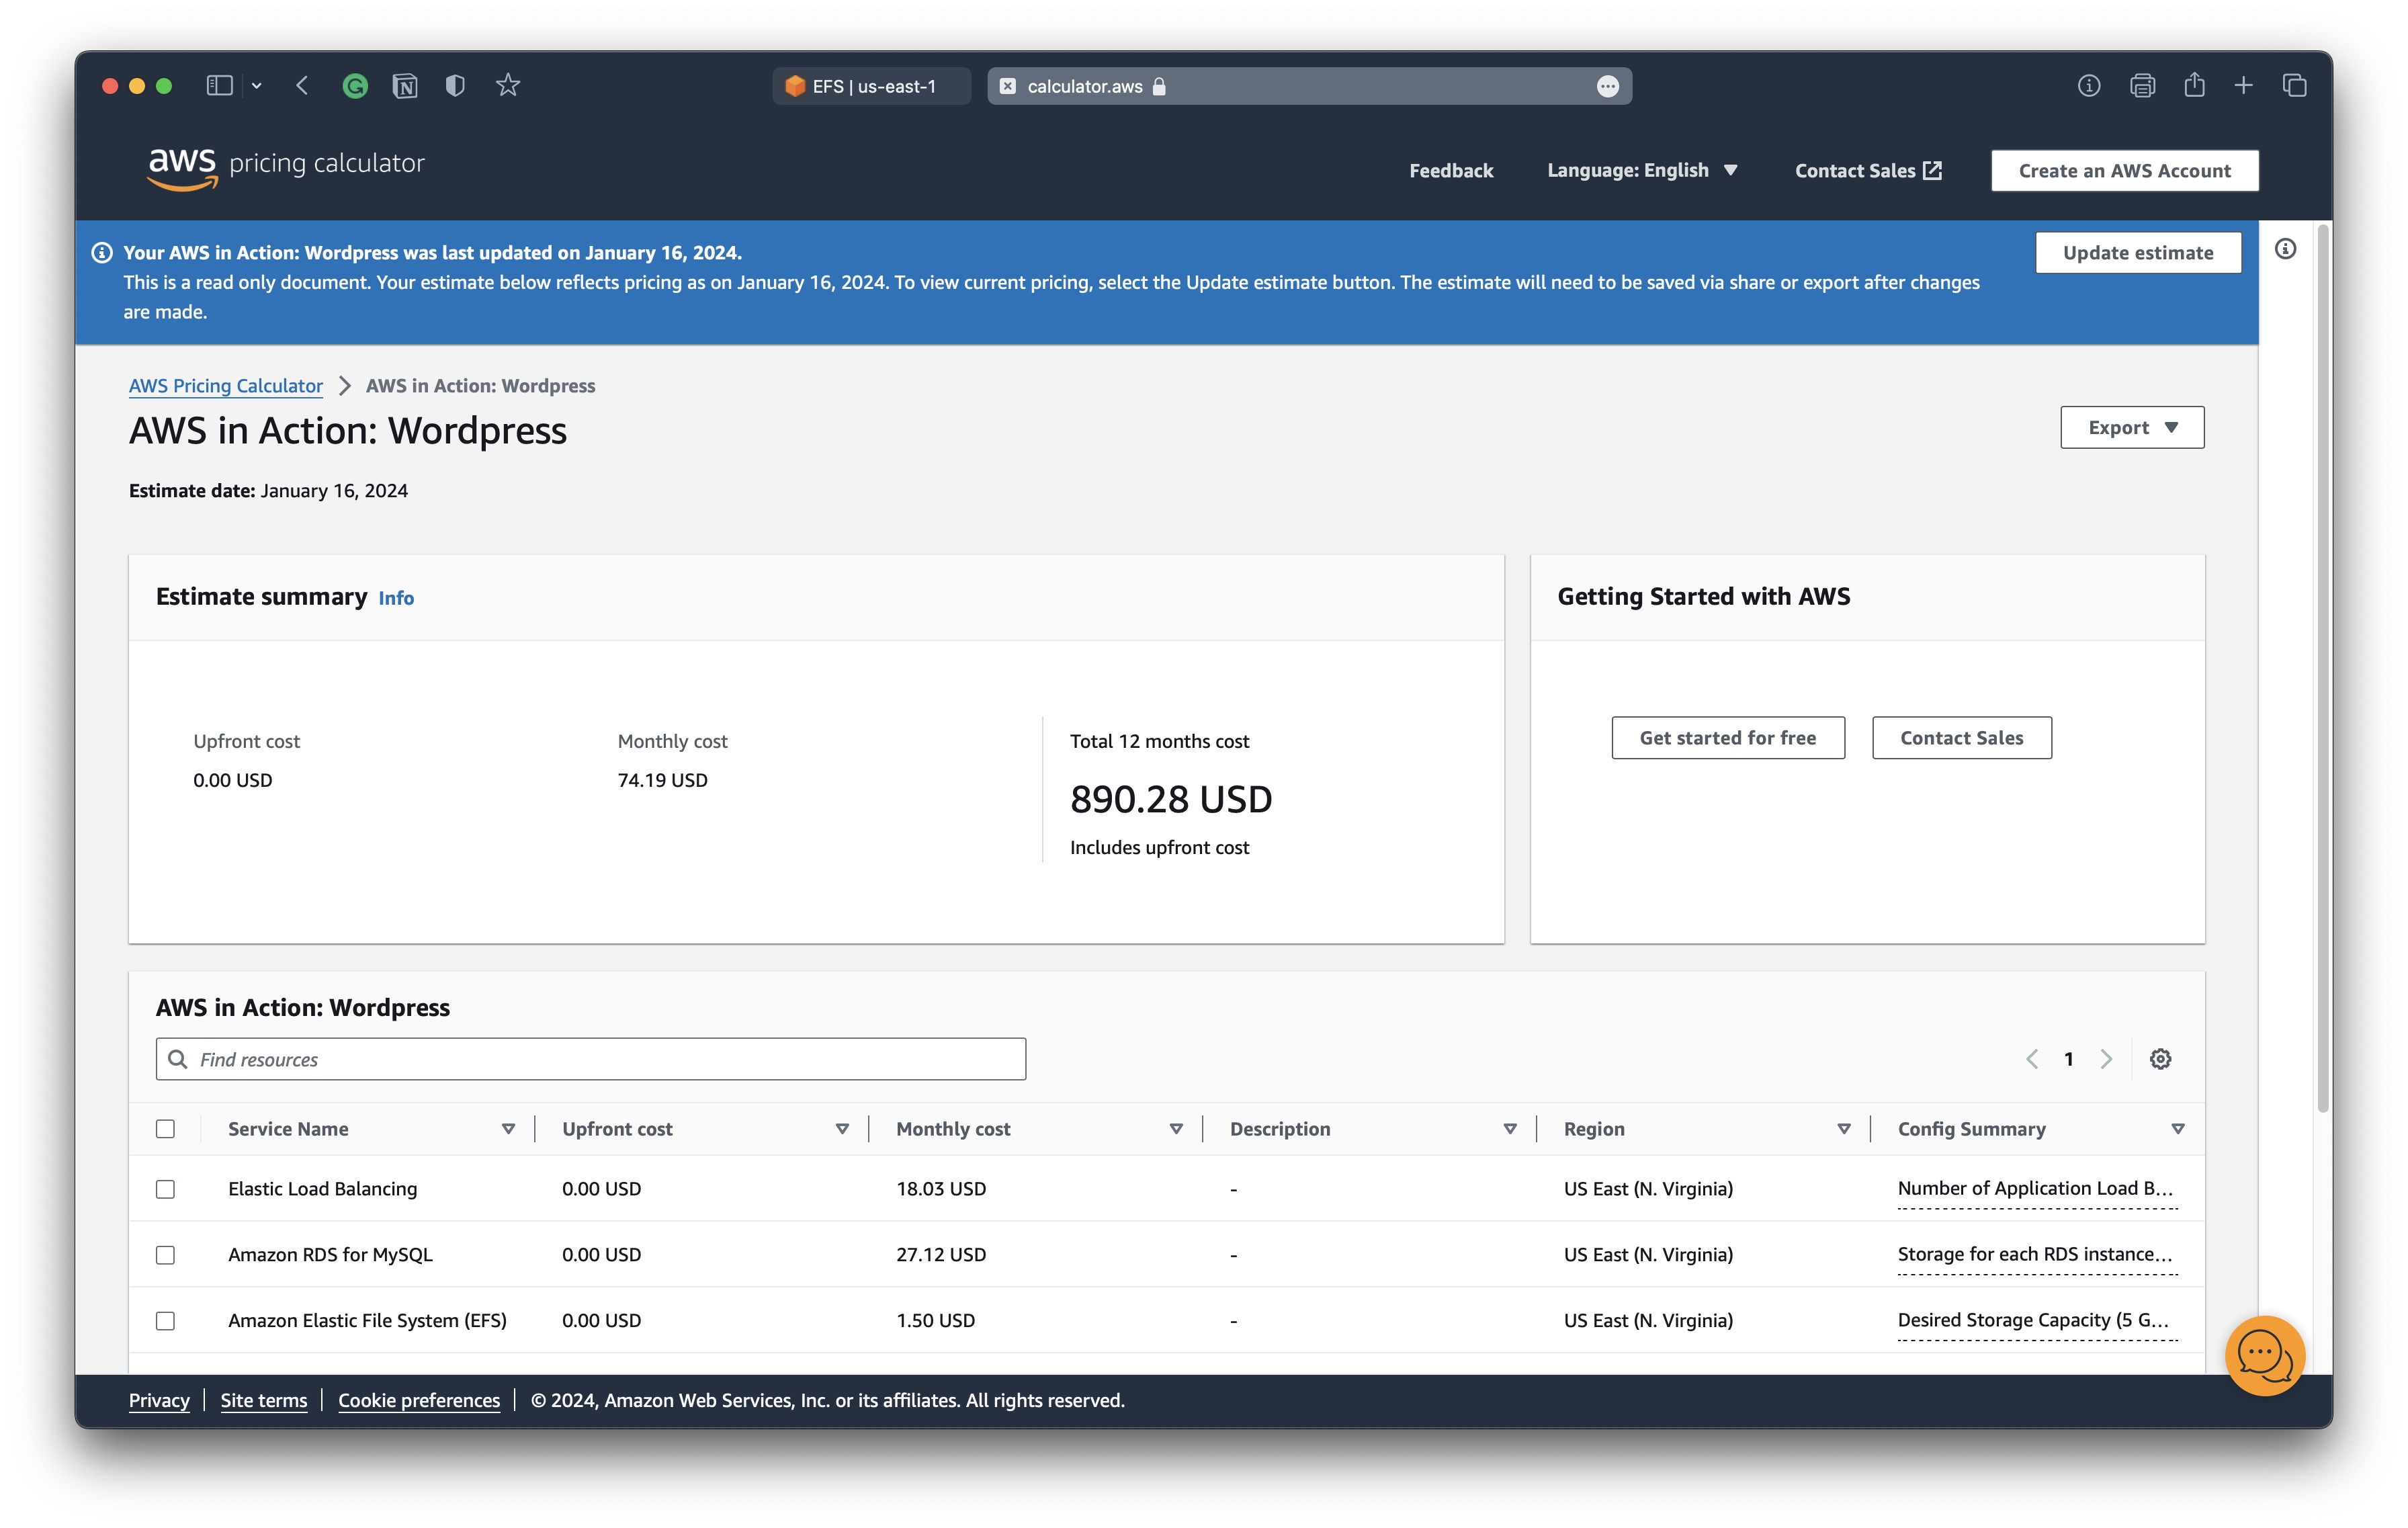 EFS | us-east-1
calculator.aws
aws pricing calculator
Feedback
Language: English
Contact Sales
Create an AWS Account
Your AWS in Action: Wordpress was last updated on January 16, 2024.
Update estimate
This is a read only document. Your estimate below reflects pricing as on January 16, 2024. To view current pricing, select the Update estimate button. The estimate will need to be saved via share or export after changes
are made.
AWS Pricing Calculator > AWS in Action: Wordpress
AWS in Action: Wordpress
Export
Estimate date: January 16, 2024
Estimate summary Info
Upfront cost
0.00 USD
Monthly cost
74.19 USD
Total 12 months cost
890.28 USD
Includes upfront cost
Getting Started with AWS
Get started for free
Contact Sales
AWS in Action: Wordpress
Find resources
1
Service Name Upfront cost Monthly cost Description Region Config Summary
Elastic Load Balancing 0.00 USD 18.03 USD - US East (N. Virginia) Number of Application Load B...
Amazon RDS for MySQL 0.00 USD 27.12 USD - US East (N. Virginia) Storage for each RDS instance...
Amazon Elastic File System (EFS) 0.00 USD 1.50 USD - US East (N. Virginia) Desired Storage Capacity (5 G...
Privacy | Site terms | Cookie preferences | © 2024, Amazon Web Services, Inc. or its affiliates. All rights reserved.